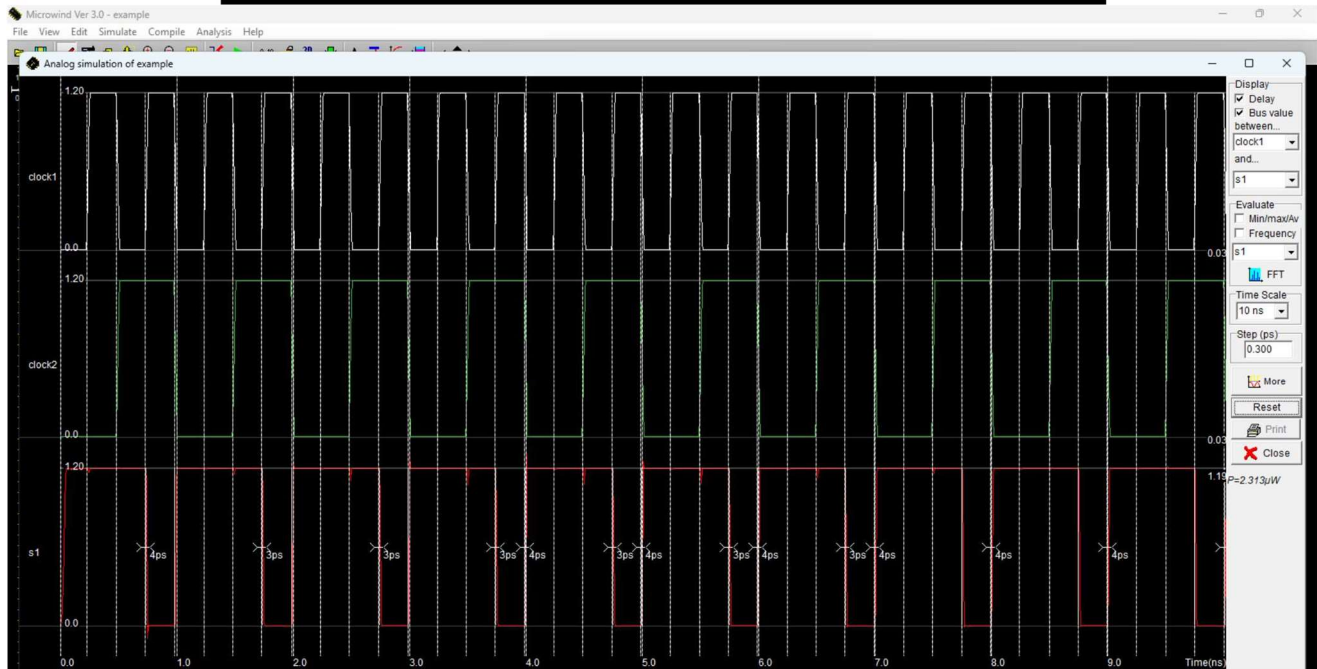 Microwind Ver 3.0 - example
File View Edit Simulate Compile Analysis Help
Analog simulation of example
1.20
clock1
0.0
0.03
1.20
clock2
0.0
0.03
1.20
1.19
s1
4ps 3ps 3ps 3ps 4ps 3ps 4ps 3ps 4ps 3ps 4ps 4ps 4ps
0.0
0.0 1.0 2.0 3.0 4.0 5.0 6.0 7.0 8.0 9.0 Time(ns)
Display
Delay
Bus value
between...
clock1
and...
s1
Evaluate
Min/max/Av
Frequency
s1
FFT
Time Scale
10 ns
Step (ps)
0.300
More
Reset
Print
Close
P=2.313µW